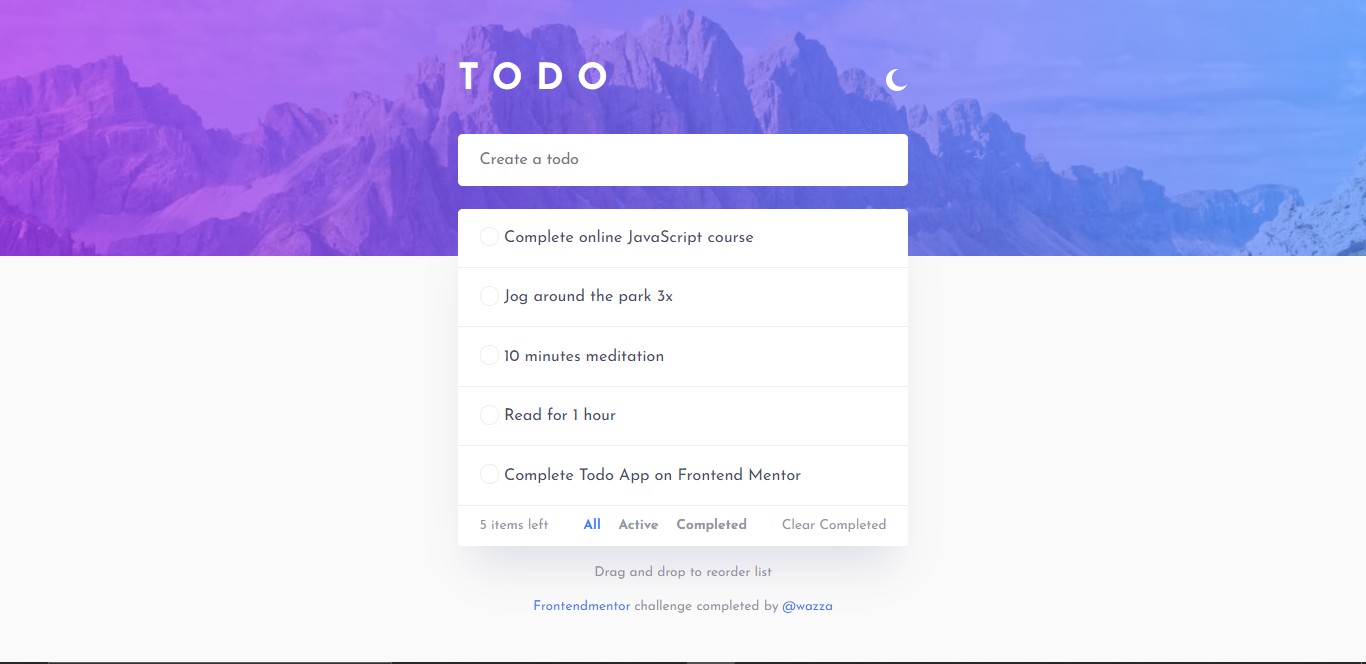 TODO
Create a todo
Complete online JavaScript course
Jog around the park 3x
10 minutes meditation
Read for 1 hour
Complete Todo App on Frontend Mentor
5 items left All Active Completed Clear Completed
Drag and drop to reorder list
Frontendmentor challenge completed by @wazza